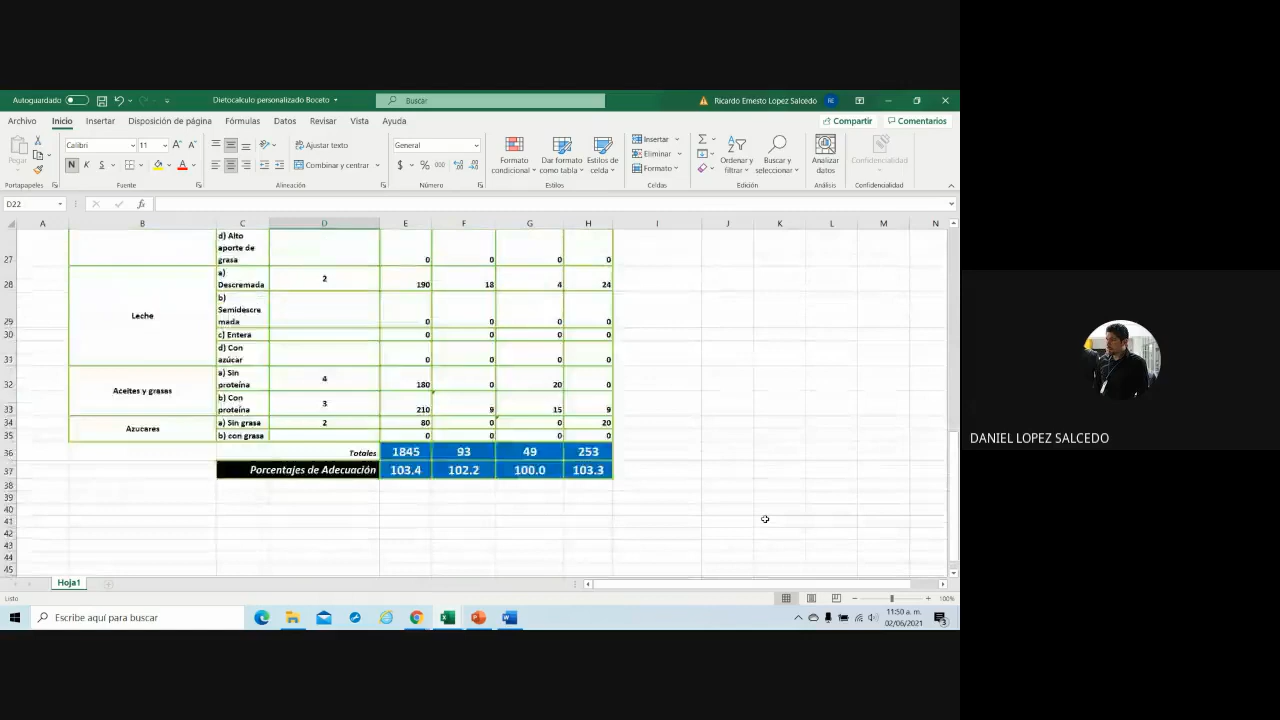 Autoguardado
Dietocalculo personalizado Boceto
Buscar
Ricardo Ernesto Lopez Salcedo RE
Archivo Inicio Insertar Disposición de página Fórmulas Datos Revisar Vista Ayuda
Compartir Comentarios
Pegar
Calibri 11
N K S
Ajustar texto
Combinar y centrar
General
$ % 000
Formato condicional
Dar formato como tabla
Estilos de celda
Insertar
Eliminar
Formato
Ordenar y filtrar
Buscar y seleccionar
Analizar datos
Confidencialidad
Portapapeles Fuente Alineación Número Estilos Celdas Edición Análisis Confidencialidad
D22 fx
A B C D E F G H I J K L M N
d) Alto
aporte de
27 grasa 0 0 0 0
a)
28 Descremada 2 190 18 4 24
b)
Semidescre
29 mada 0 0 0 0
Leche
30 c) Entera 0 0 0 0
d) Con
31 azúcar 0 0 0 0
a) Sin
32 proteína 4 180 0 20 0
Aceites y grasas
b) Con
33 proteína 3 210 9 15 9
34 a) Sin grasa 2 80 0 0 20
Azucares
35 b) con grasa 0 0 0 0
36 Totales 1845 93 49 253
37 Porcentajes de Adecuación 103.4 102.2 100.0 103.3
38
39
40
41
42
43
44
45
Hoja1
Listo
100%
Escribe aquí para buscar
11:50 a. m.
02/06/2021
3
DANIEL LOPEZ SALCEDO